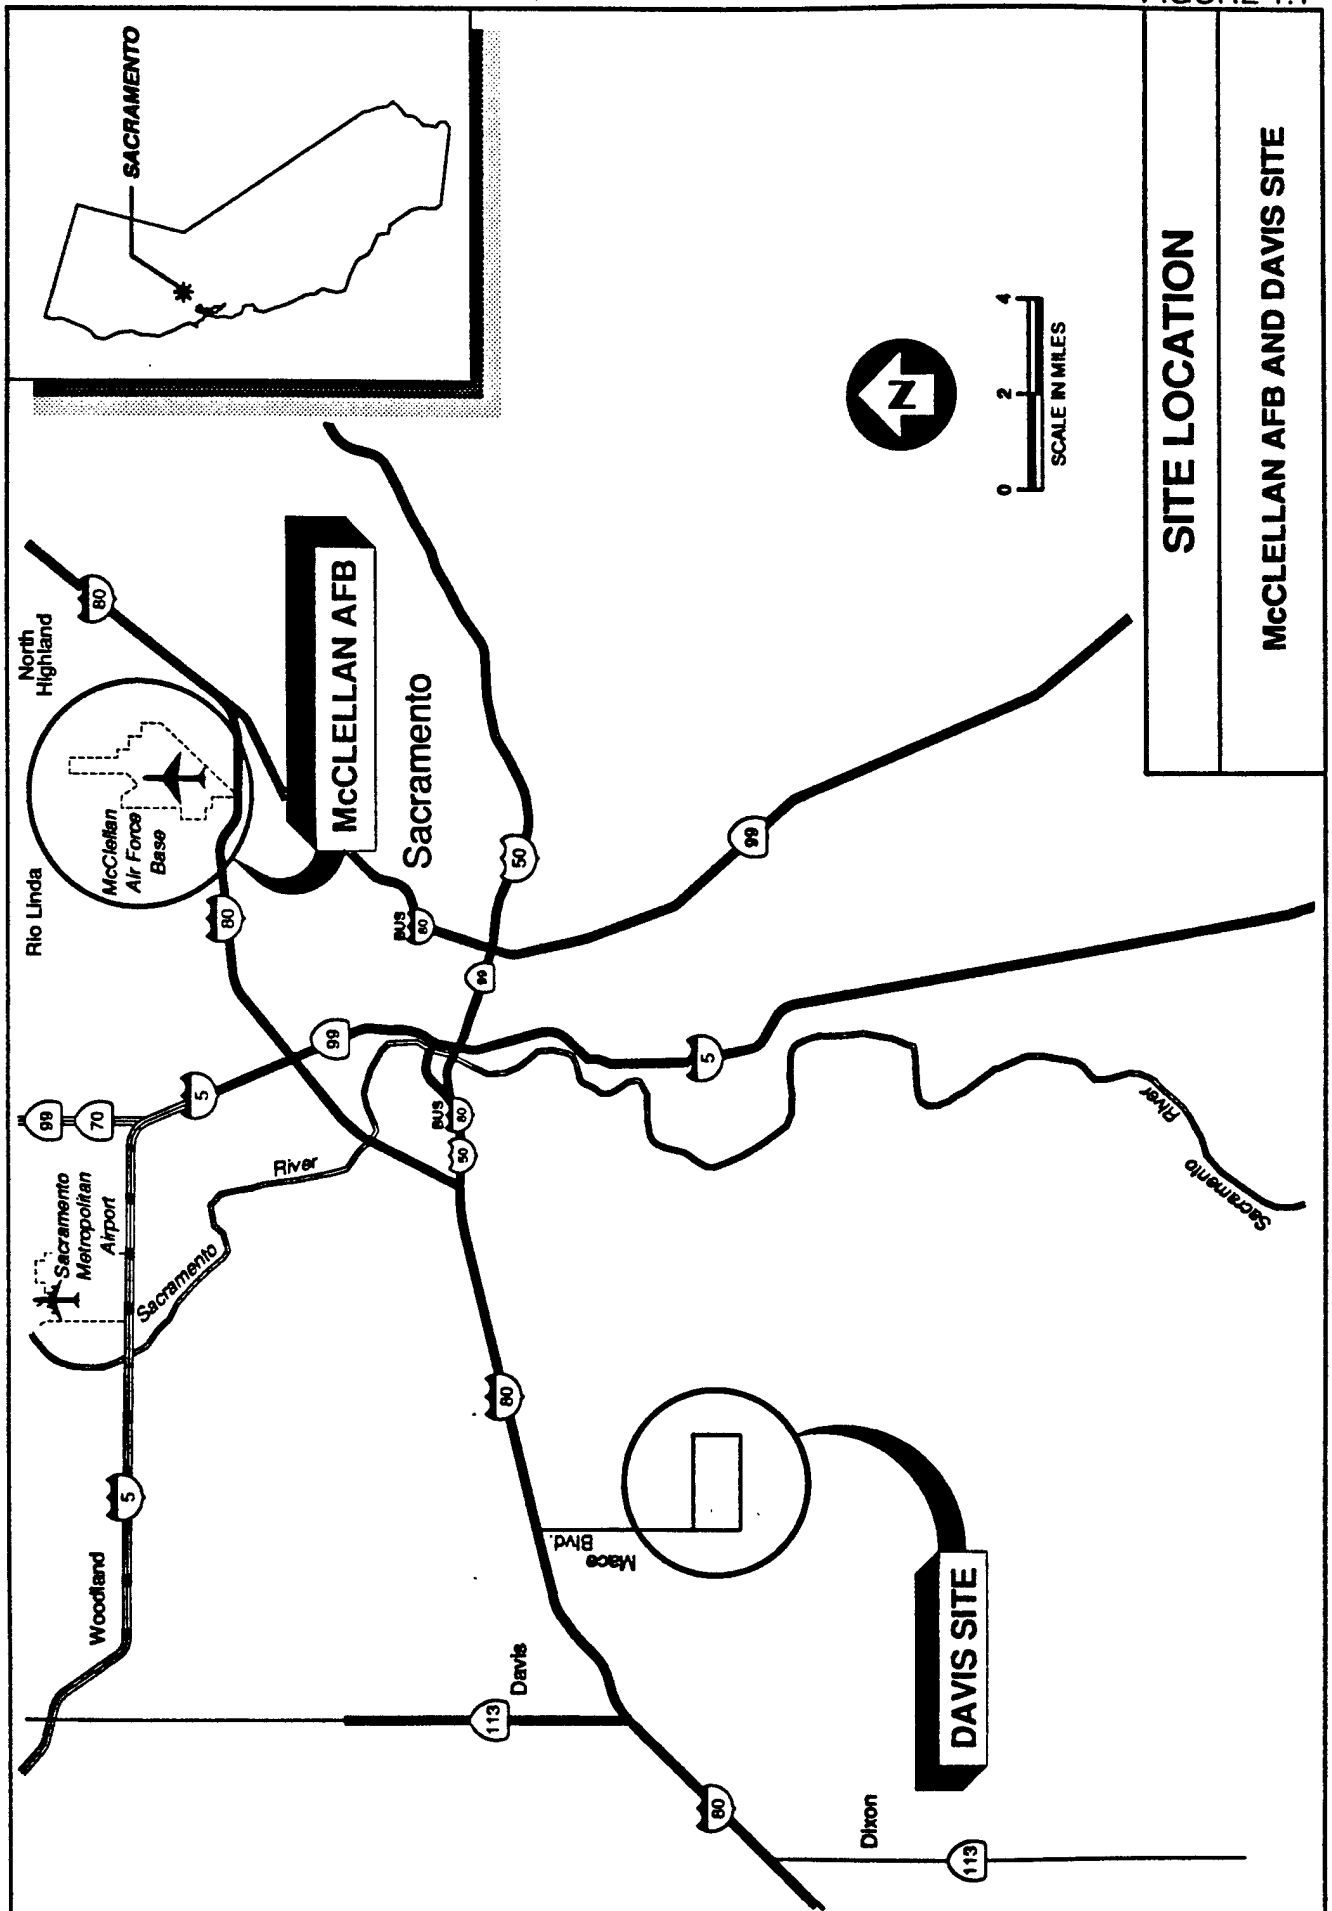 SACRAMENTO
North
Highland
80
Rio Linda
McClellan
Air Force
Base
McCLELLAN AFB
Sacramento
80
BUS
80
50
99
99
99
70
99
5
5
Sacramento
Metropolitan
Airport
Sacramento
River
BUS
80
50
Sacramento
River
80
5
Woodland
Mace
Blvd.
113
Davis
DAVIS SITE
80
Dixon
113
N
0
2
4
SCALE IN MILES
SITE LOCATION
McCLELLAN AFB AND DAVIS SITE